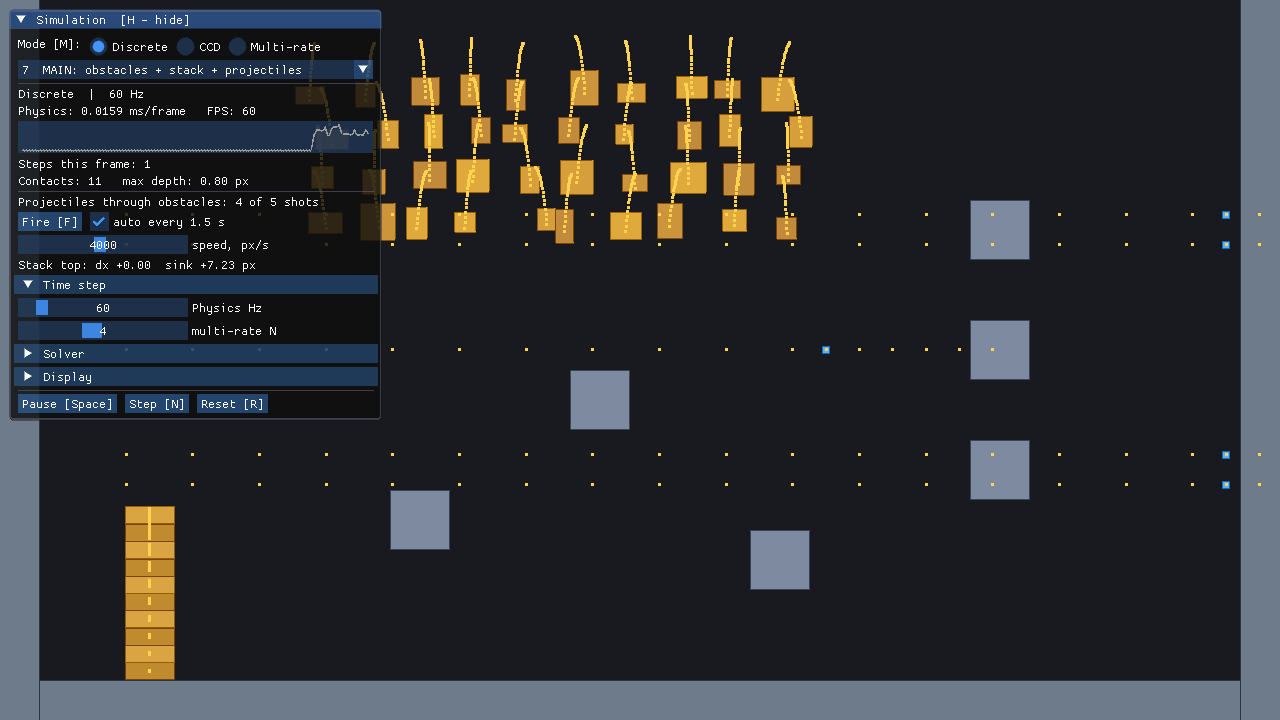 Simulation  [H - hide]
Mode [M]: Discrete CCD Multi-rate
7  MAIN: obstacles + stack + projectiles
Discrete  |  60 Hz
Physics: 0.0159 ms/frame   FPS: 60
Steps this frame: 1
Contacts: 11   max depth: 0.80 px
Projectiles through obstacles: 4 of 5 shots
Fire [F] auto every 1.5 s
4000 speed, px/s
Stack top: dx +0.00  sink +7.23 px
Time step
60 Physics Hz
4 multi-rate N
Solver
Display
Pause [Space] Step [N] Reset [R]